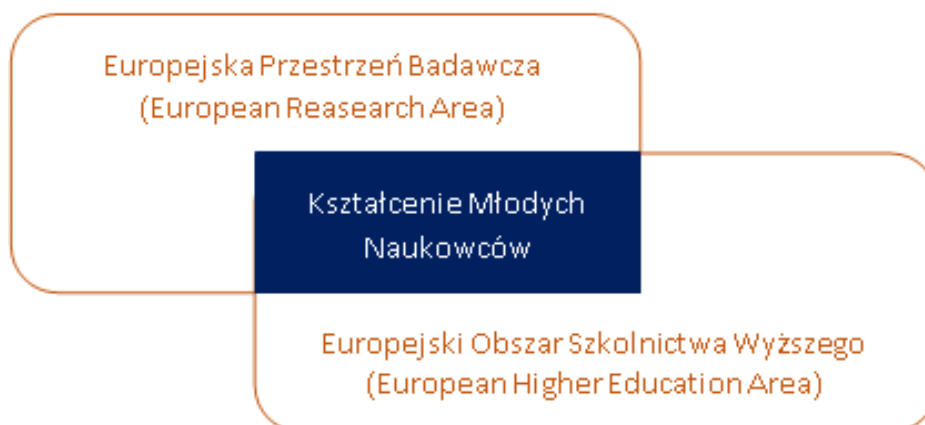 Europejska Przestrzeń Badawcza
(European Reasearch Area)
Kształcenie Młodych
Naukowców
Europejski Obszar Szkolnictwa Wyższego
(European Higher Education Area)